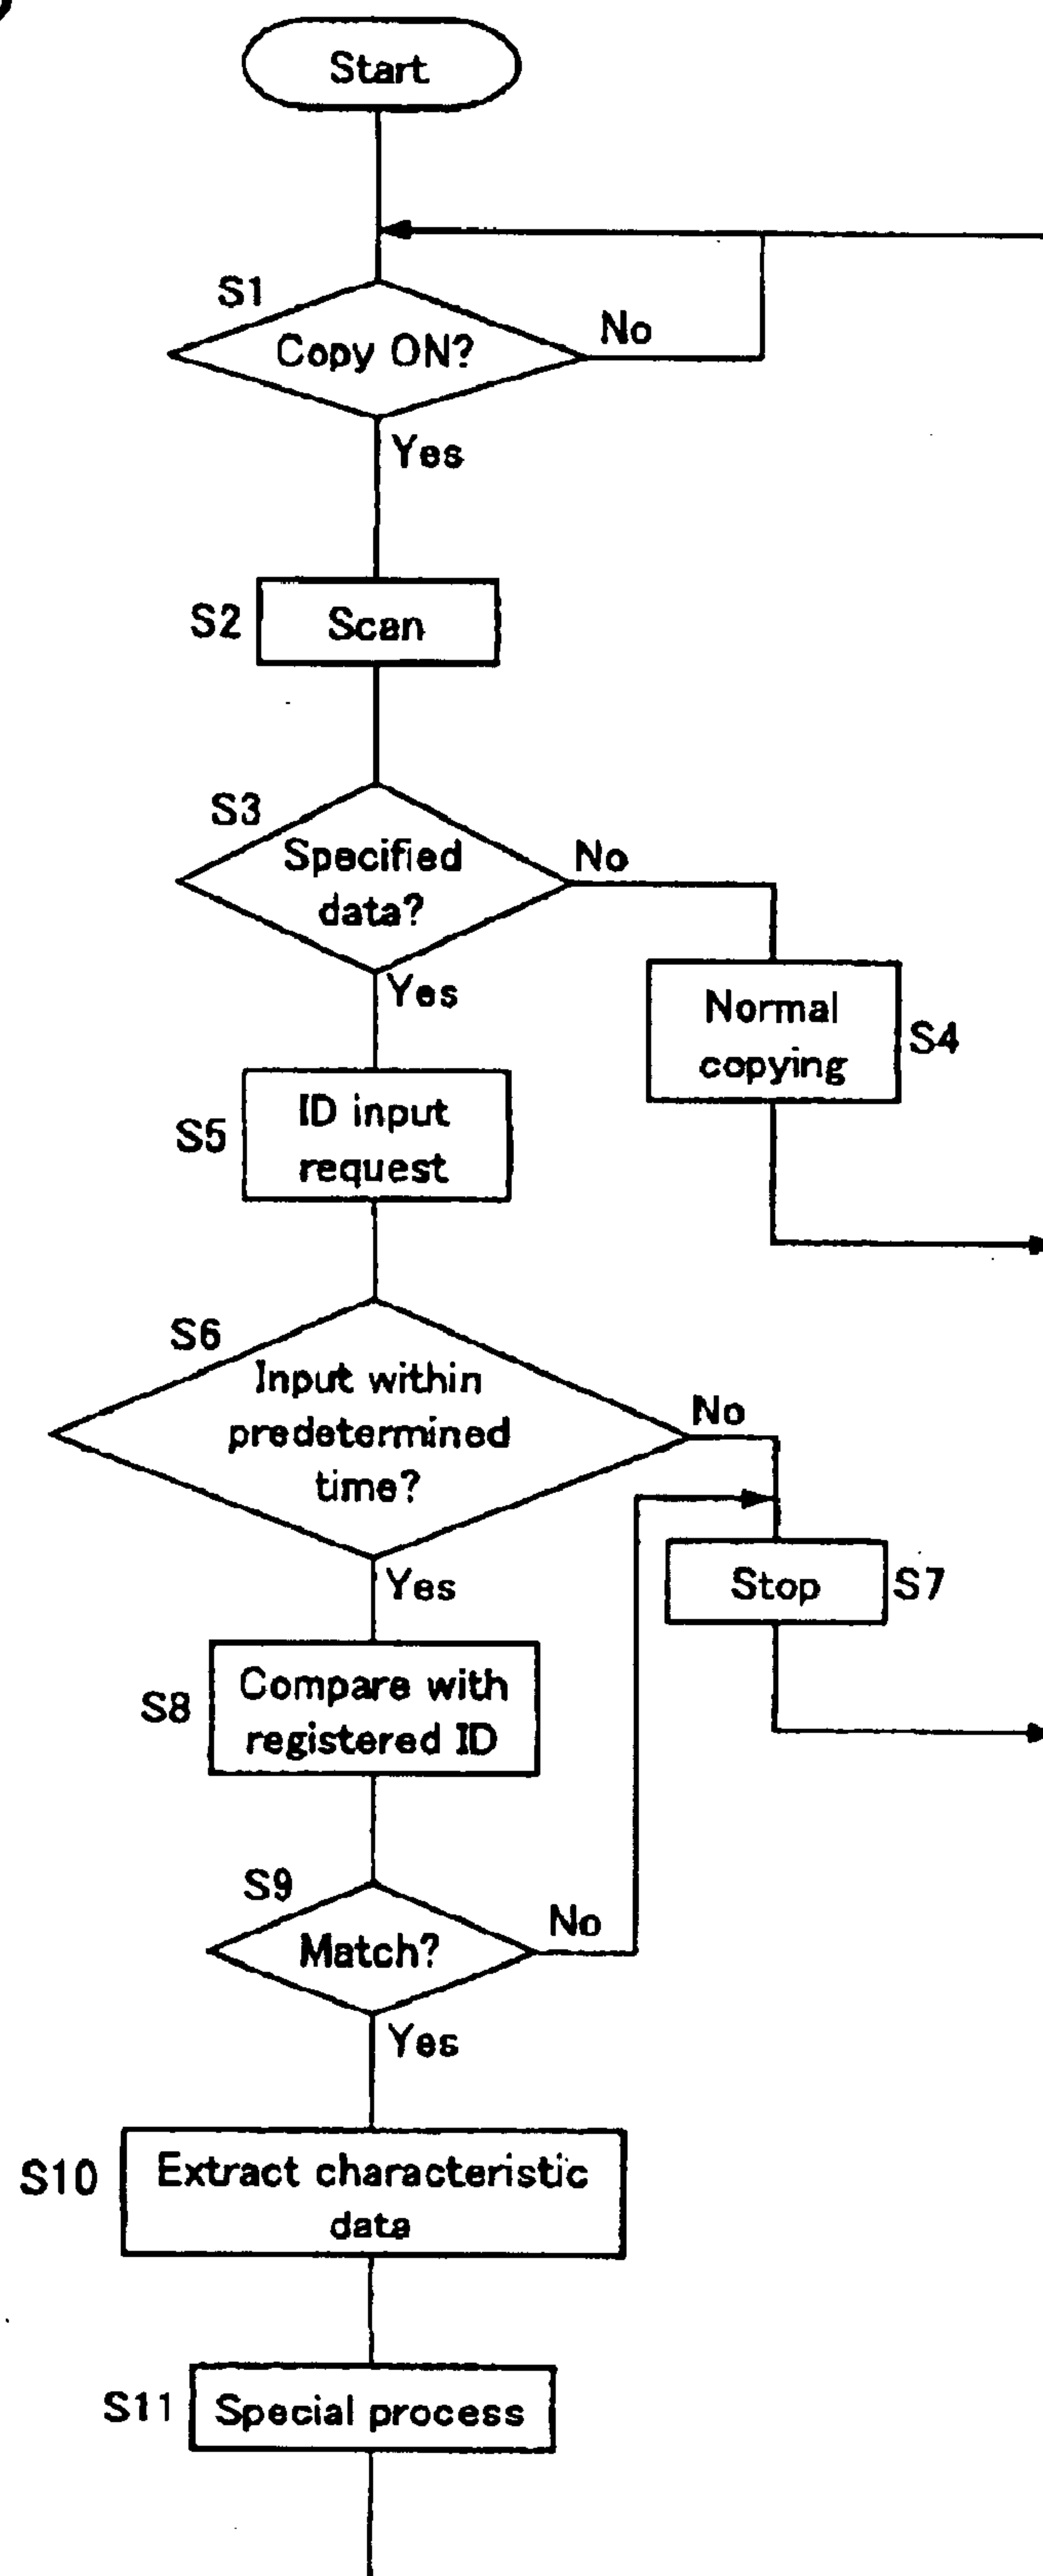 Start
S1
Copy ON?
No
Yes
S2
Scan
S3
Specified
data?
No
Yes
Normal
copying
S4
S5
ID input
request
S6
Input within
predetermined
time?
No
Yes
Stop
S7
S8
Compare with
registered ID
S9
Match?
No
Yes
S10
Extract characteristic
data
S11
Special process